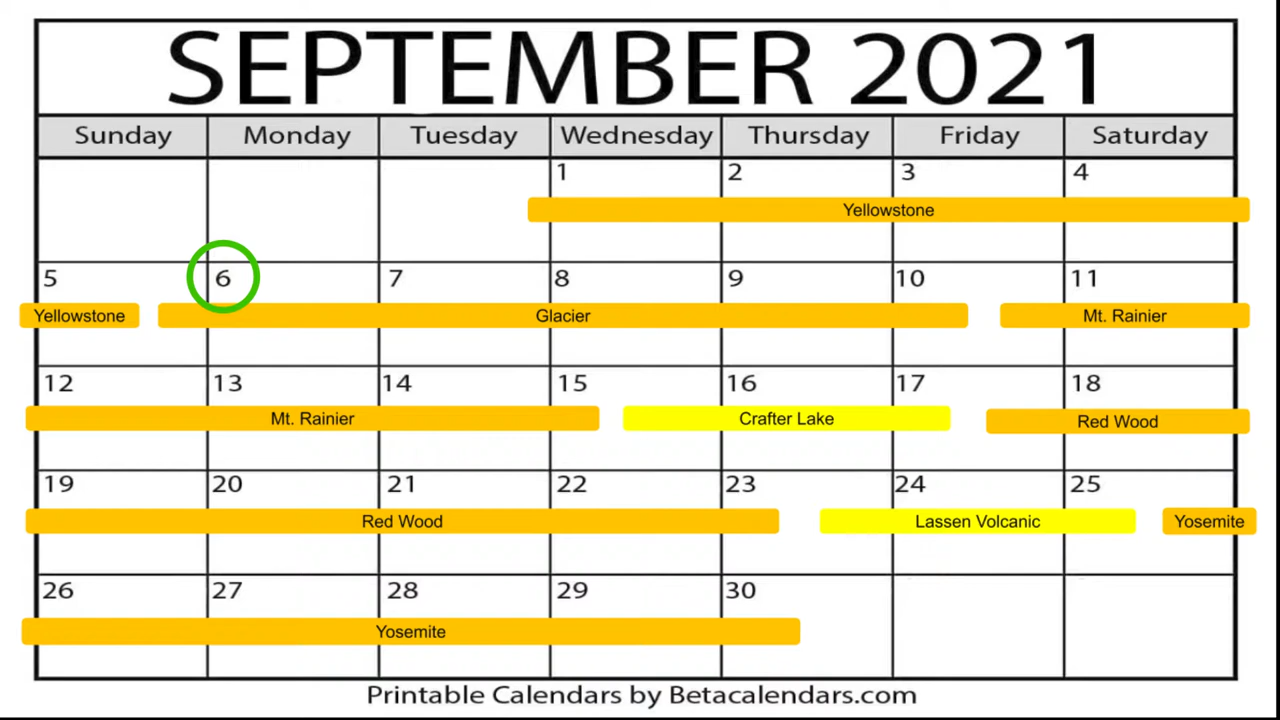 SEPTEMBER 2021
Sunday Monday Tuesday Wednesday Thursday Friday Saturday
1 2 3 4
Yellowstone
5 6 7 8 9 10 11
Yellowstone Glacier Mt. Rainier
12 13 14 15 16 17 18
Mt. Rainier Crafter Lake Red Wood
19 20 21 22 23 24 25
Red Wood Lassen Volcanic Yosemite
26 27 28 29 30
Yosemite
Printable Calendars by Betacalendars.com